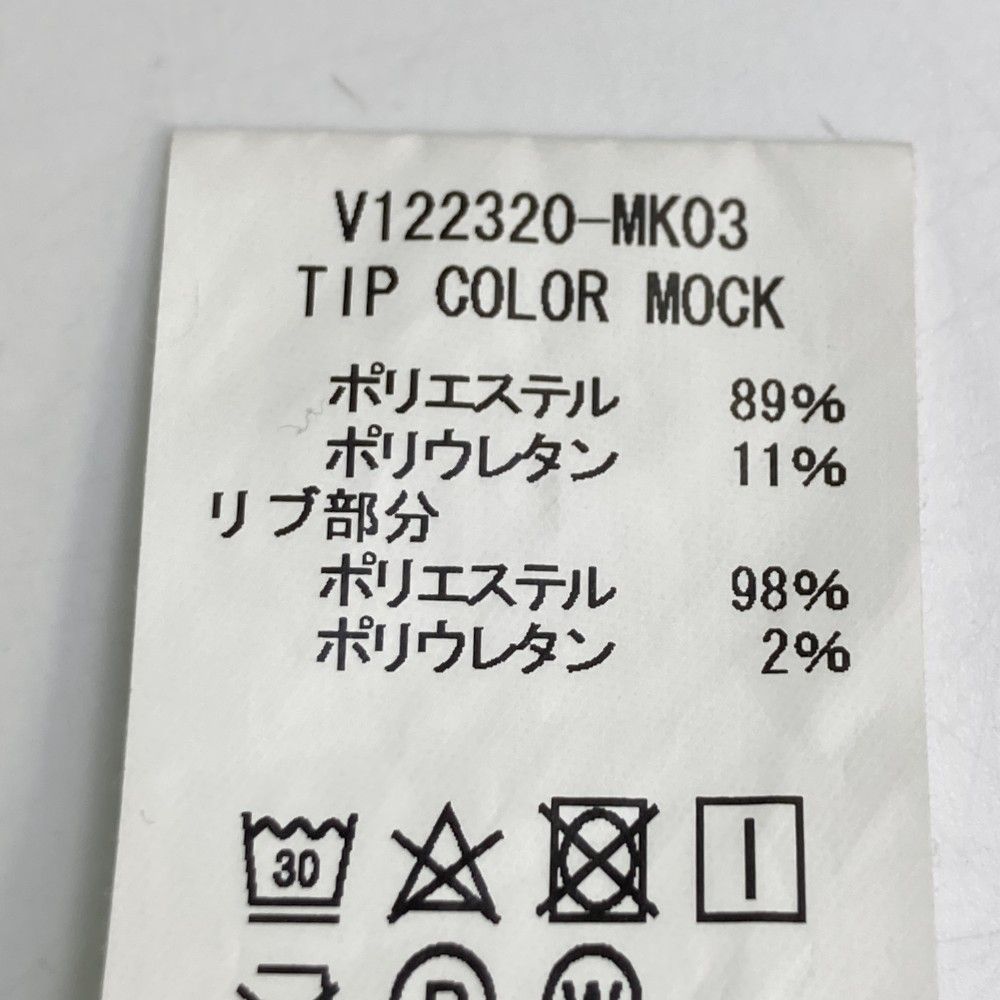 V122320-MK03
TIP COLOR MOCK
ポリエステル 89%
ポリウレタン 11%
リブ部分
ポリエステル 98%
ポリウレタン 2%
30
P W